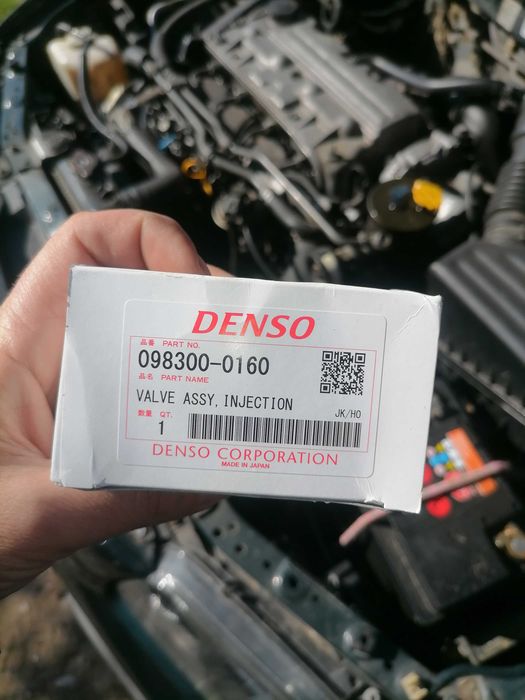 DENSO
品番 PART NO.
098300-0160
品名 PART NAME
VALVE ASSY, INJECTION
JK/HO
数量 QT.
1
DENSO CORPORATION
MADE IN JAPAN